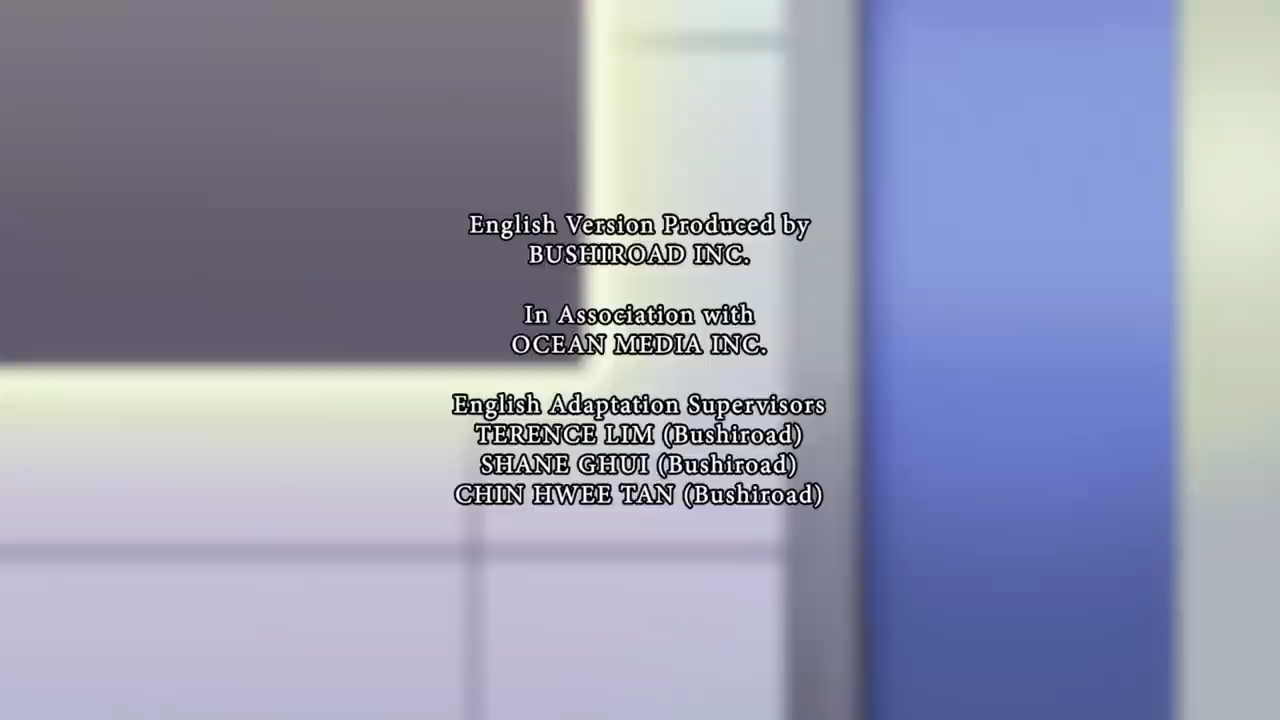 English Version Produced by
BUSHIROAD INC.
In Association with
OCEAN MEDIA INC.
English Adaptation Supervisors
TERENCE LIM (Bushiroad)
SHANE GHUI (Bushiroad)
CHIN HWEE TAN (Bushiroad)